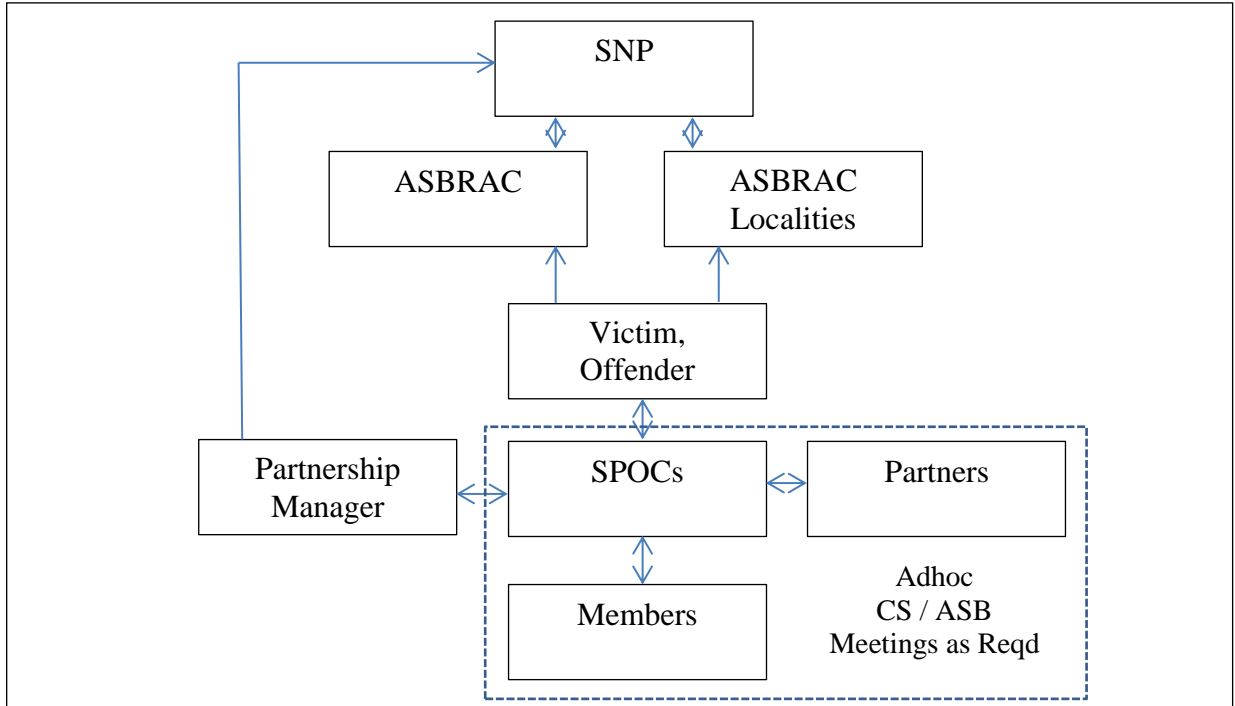 SNP
ASBRAC
ASBRAC
Localities
Victim,
Offender
Partnership
Manager
SPOCs
Partners
Members
Adhoc
CS / ASB
Meetings as Reqd